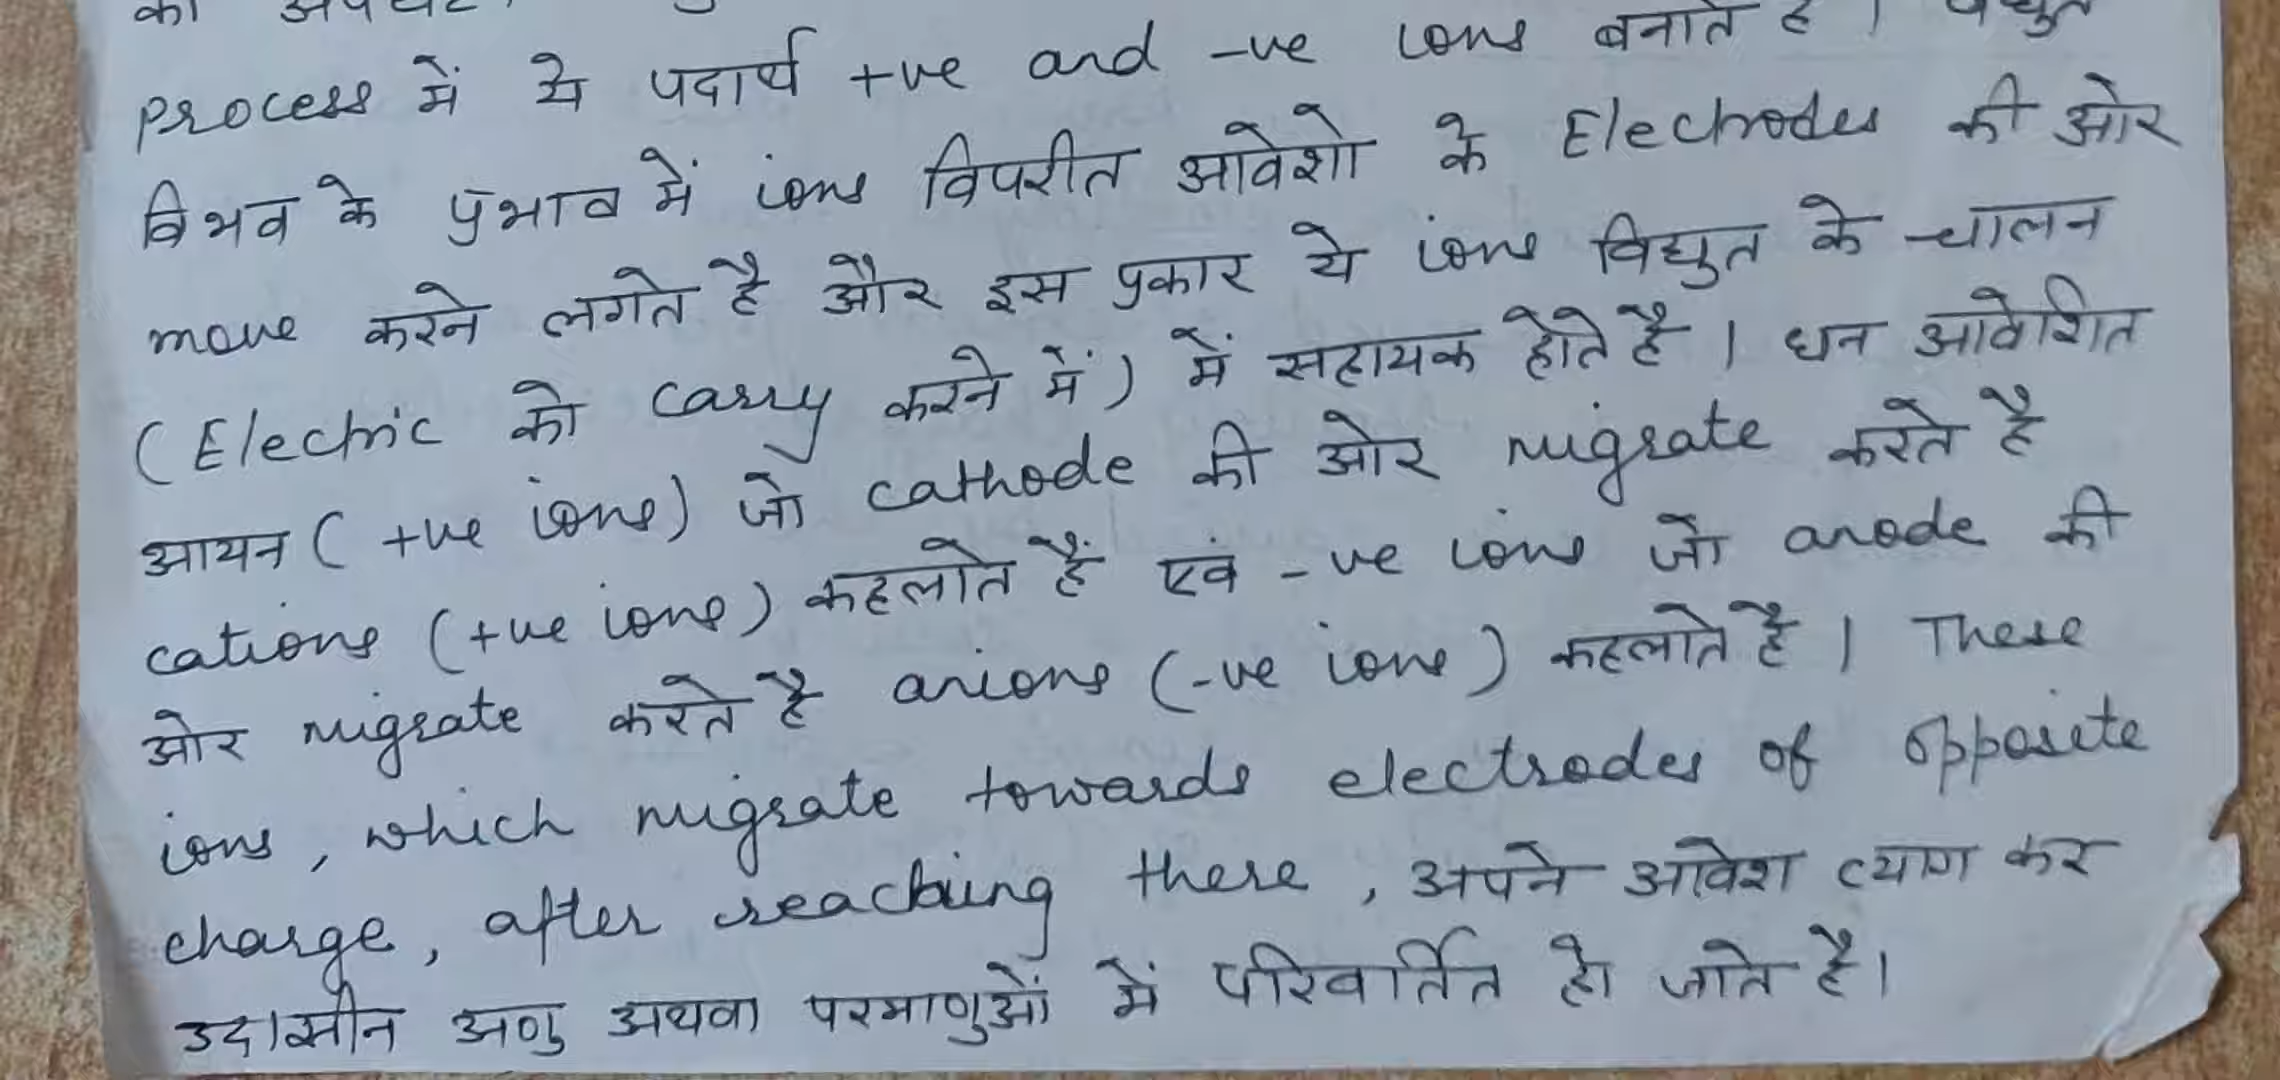 का
process में ये पदार्थ +ve and -ve ions बनाते है । विद्युत
विभव के प्रभाव में ions विपरीत आवेशो के Electrodes की ओर
move करने लगते है और इस प्रकार ये ions विद्युत के चालन
(Electric को carry करने में) में सहायक होते है । धन आवेशित
आयन ( +ve ions) जो cathode की ओर migrate करते है
cations (+ve ions) कहलाते हैं एवं -ve ions जो anode की
ओर migrate करते है anions (-ve ions) कहलाते है । These
ions, which migrate towards electrodes of opposite
charge, after reaching there, अपने आवेश त्याग कर
उदासीन अणु अथवा परमाणुओं में परिवर्तित हो जाते है।